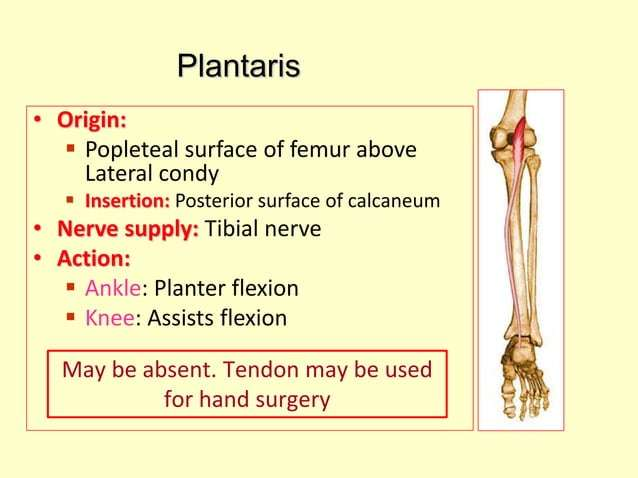 Plantaris
• Origin:
▪ Popleteal surface of femur above
Lateral condy
▪ Insertion: Posterior surface of calcaneum
• Nerve supply: Tibial nerve
• Action:
▪ Ankle: Planter flexion
▪ Knee: Assists flexion
May be absent. Tendon may be used
for hand surgery